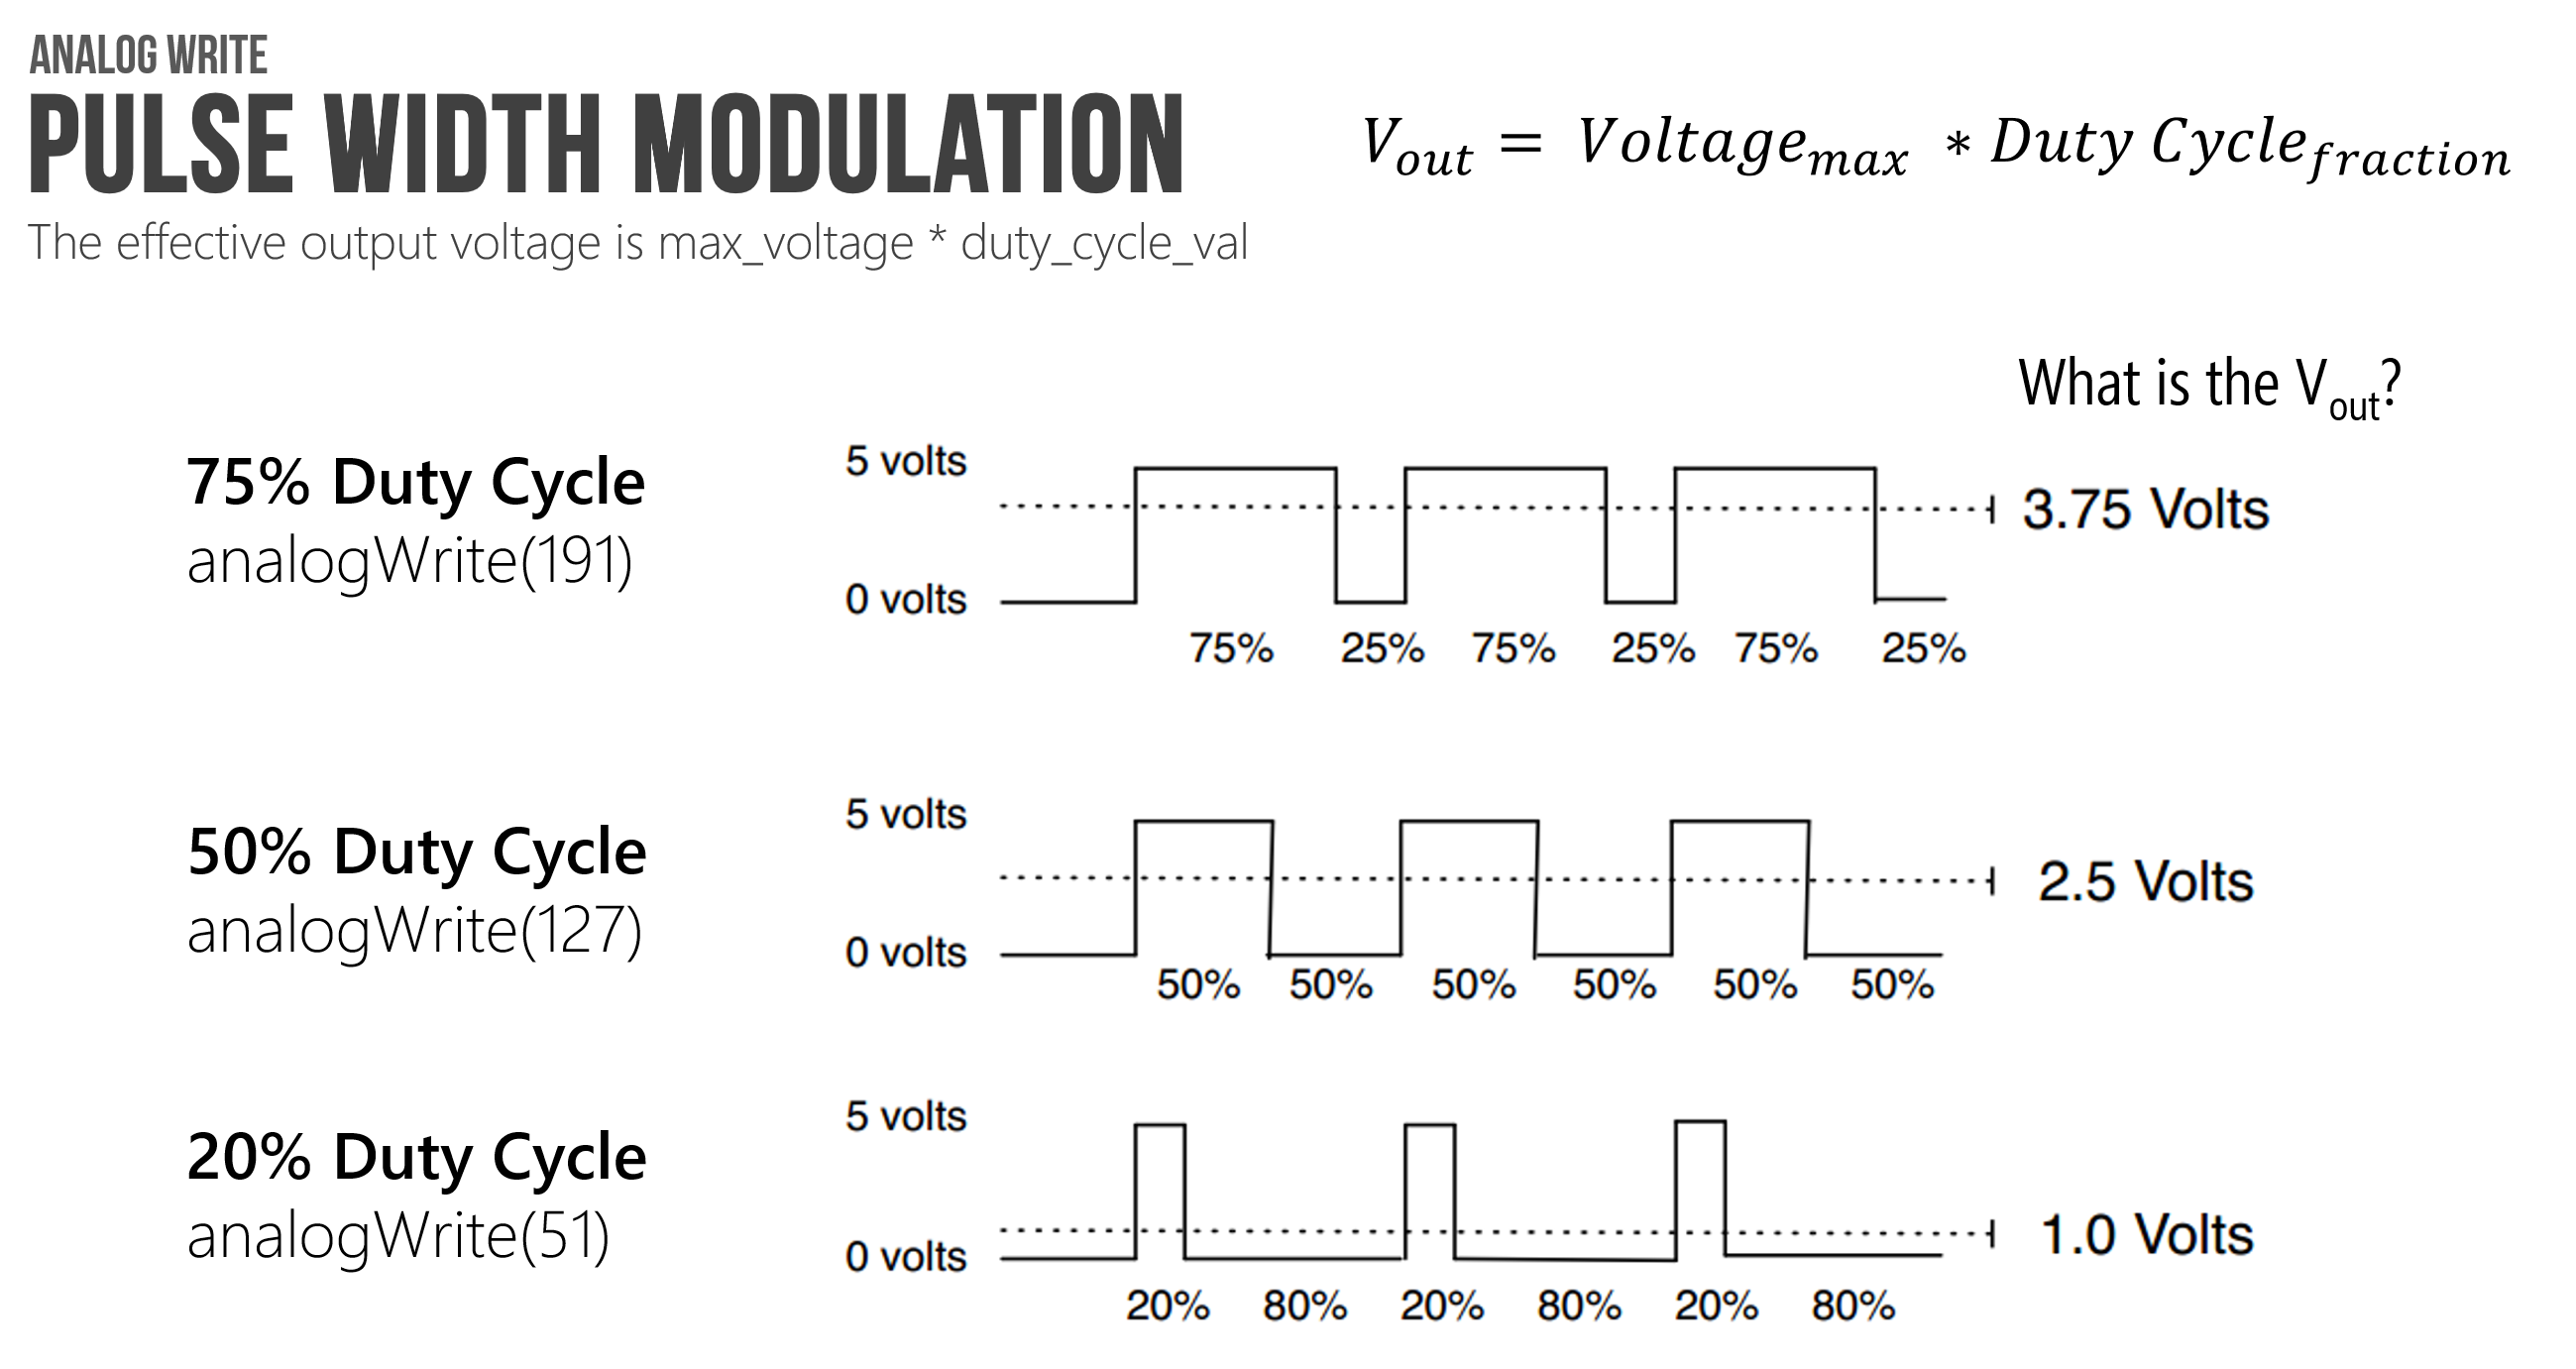 ANALOG WRITE
PULSE WIDTH MODULATION
The effective output voltage is max_voltage * duty_cycle_val
V_out = Voltage_max * Duty Cycle_fraction
What is the V_out?
75% Duty Cycle
analogWrite(191)
5 volts
0 volts
75% 25% 75% 25% 75% 25%
3.75 Volts
50% Duty Cycle
analogWrite(127)
5 volts
0 volts
50% 50% 50% 50% 50% 50%
2.5 Volts
20% Duty Cycle
analogWrite(51)
5 volts
0 volts
20% 80% 20% 80% 20% 80%
1.0 Volts